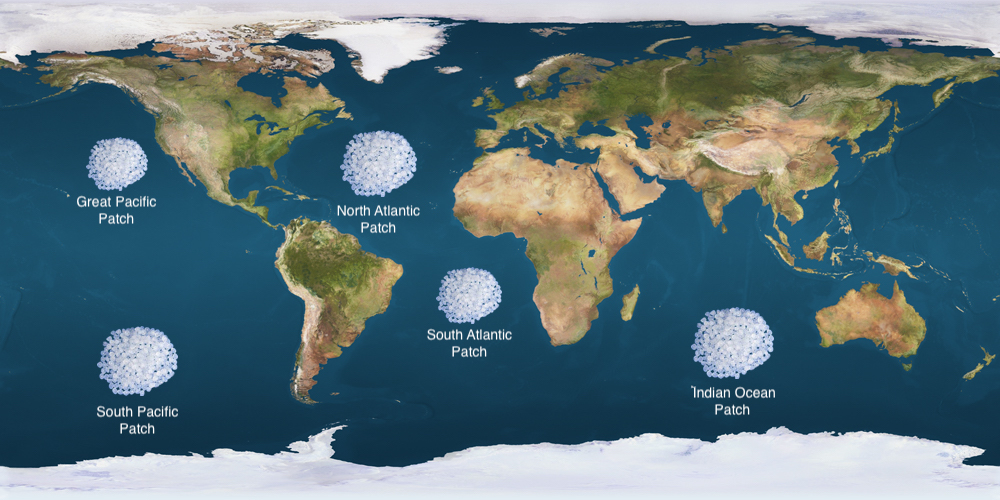 Great Pacific
Patch
North Atlantic
Patch
South Atlantic
Patch
Indian Ocean
Patch
South Pacific
Patch